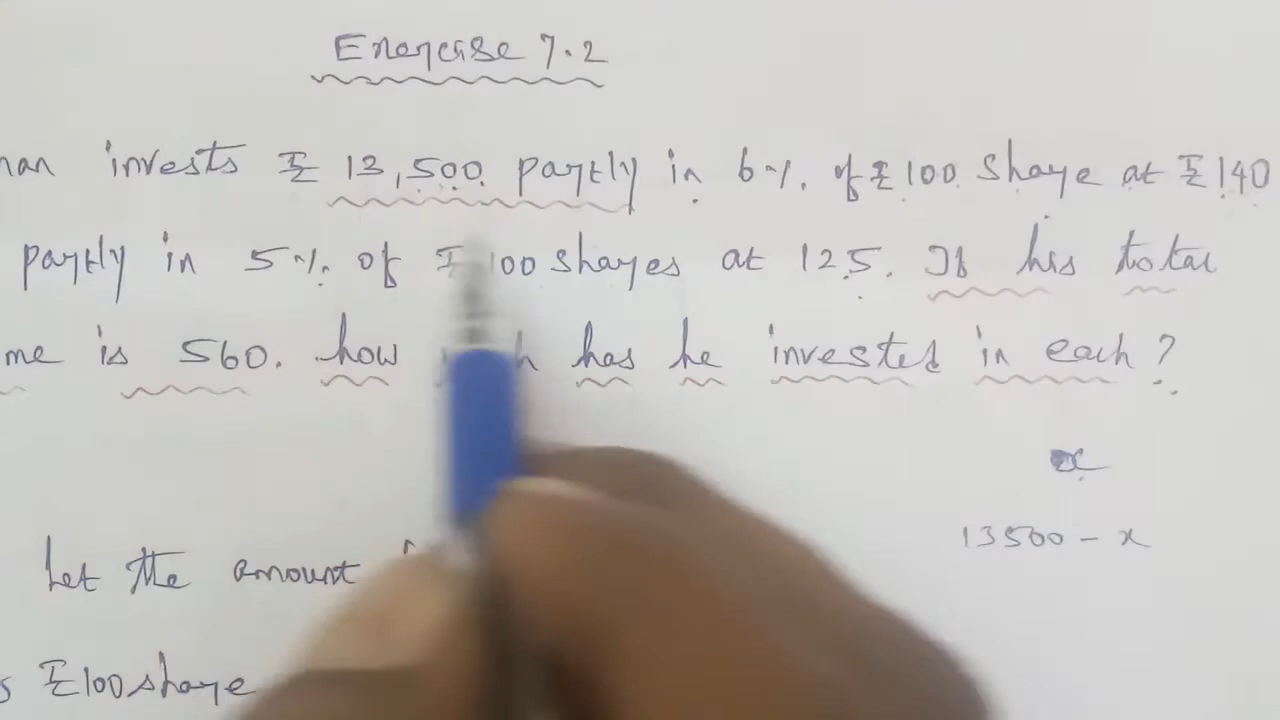 Exercise 7.2
man invests ₹ 13,500 partly in 6%. of ₹100 Share at ₹140
partly in 5%. of ₹100 shares at 125. If his total
me is 560. how has he invested in each?
x
13500 - x
Let the amount
₹100 share